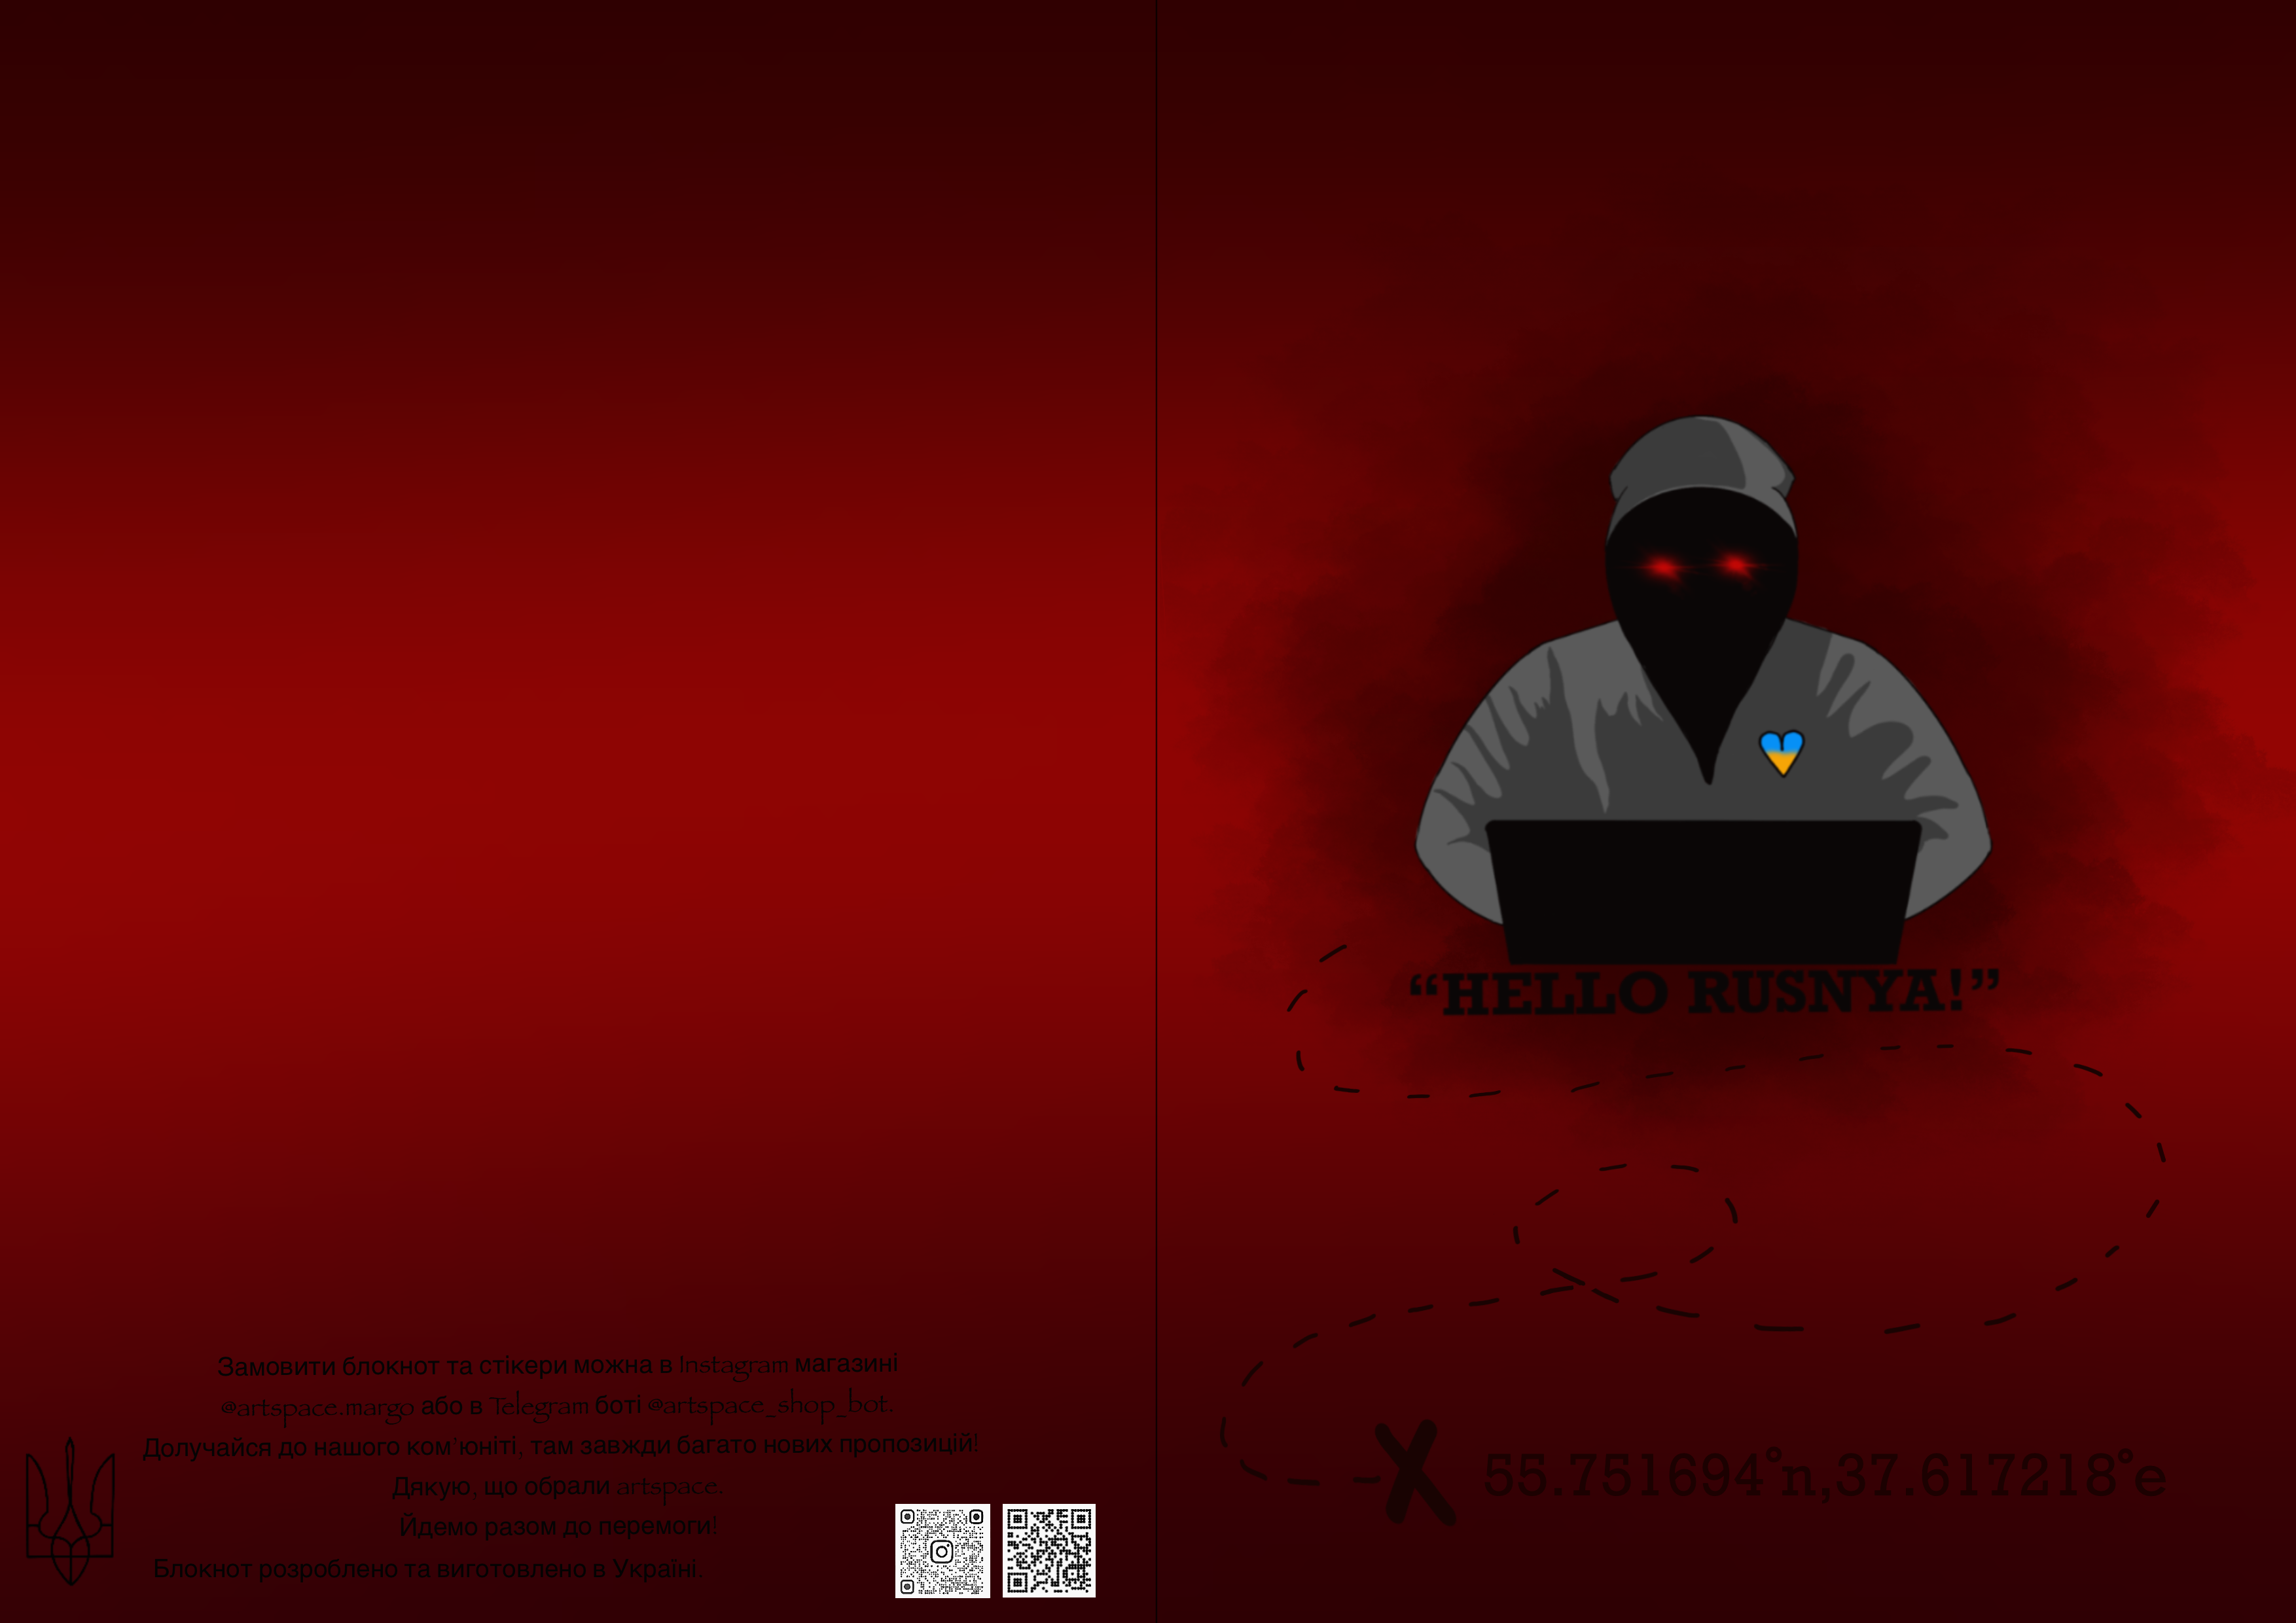 Замовити блокнот та стікери можна в Instagram магазині
@artspace.margo або в Telegram боті @artspace_shop_bot.
Долучайся до нашого ком'юніті, там завжди багато нових пропозицій!
Дякую, що обрали artspace.
Йдемо разом до перемоги!
Блокнот розроблено та виготовлено в Україні.
“HELLO RUSNYA!”
55.751694°n,37.617218°e